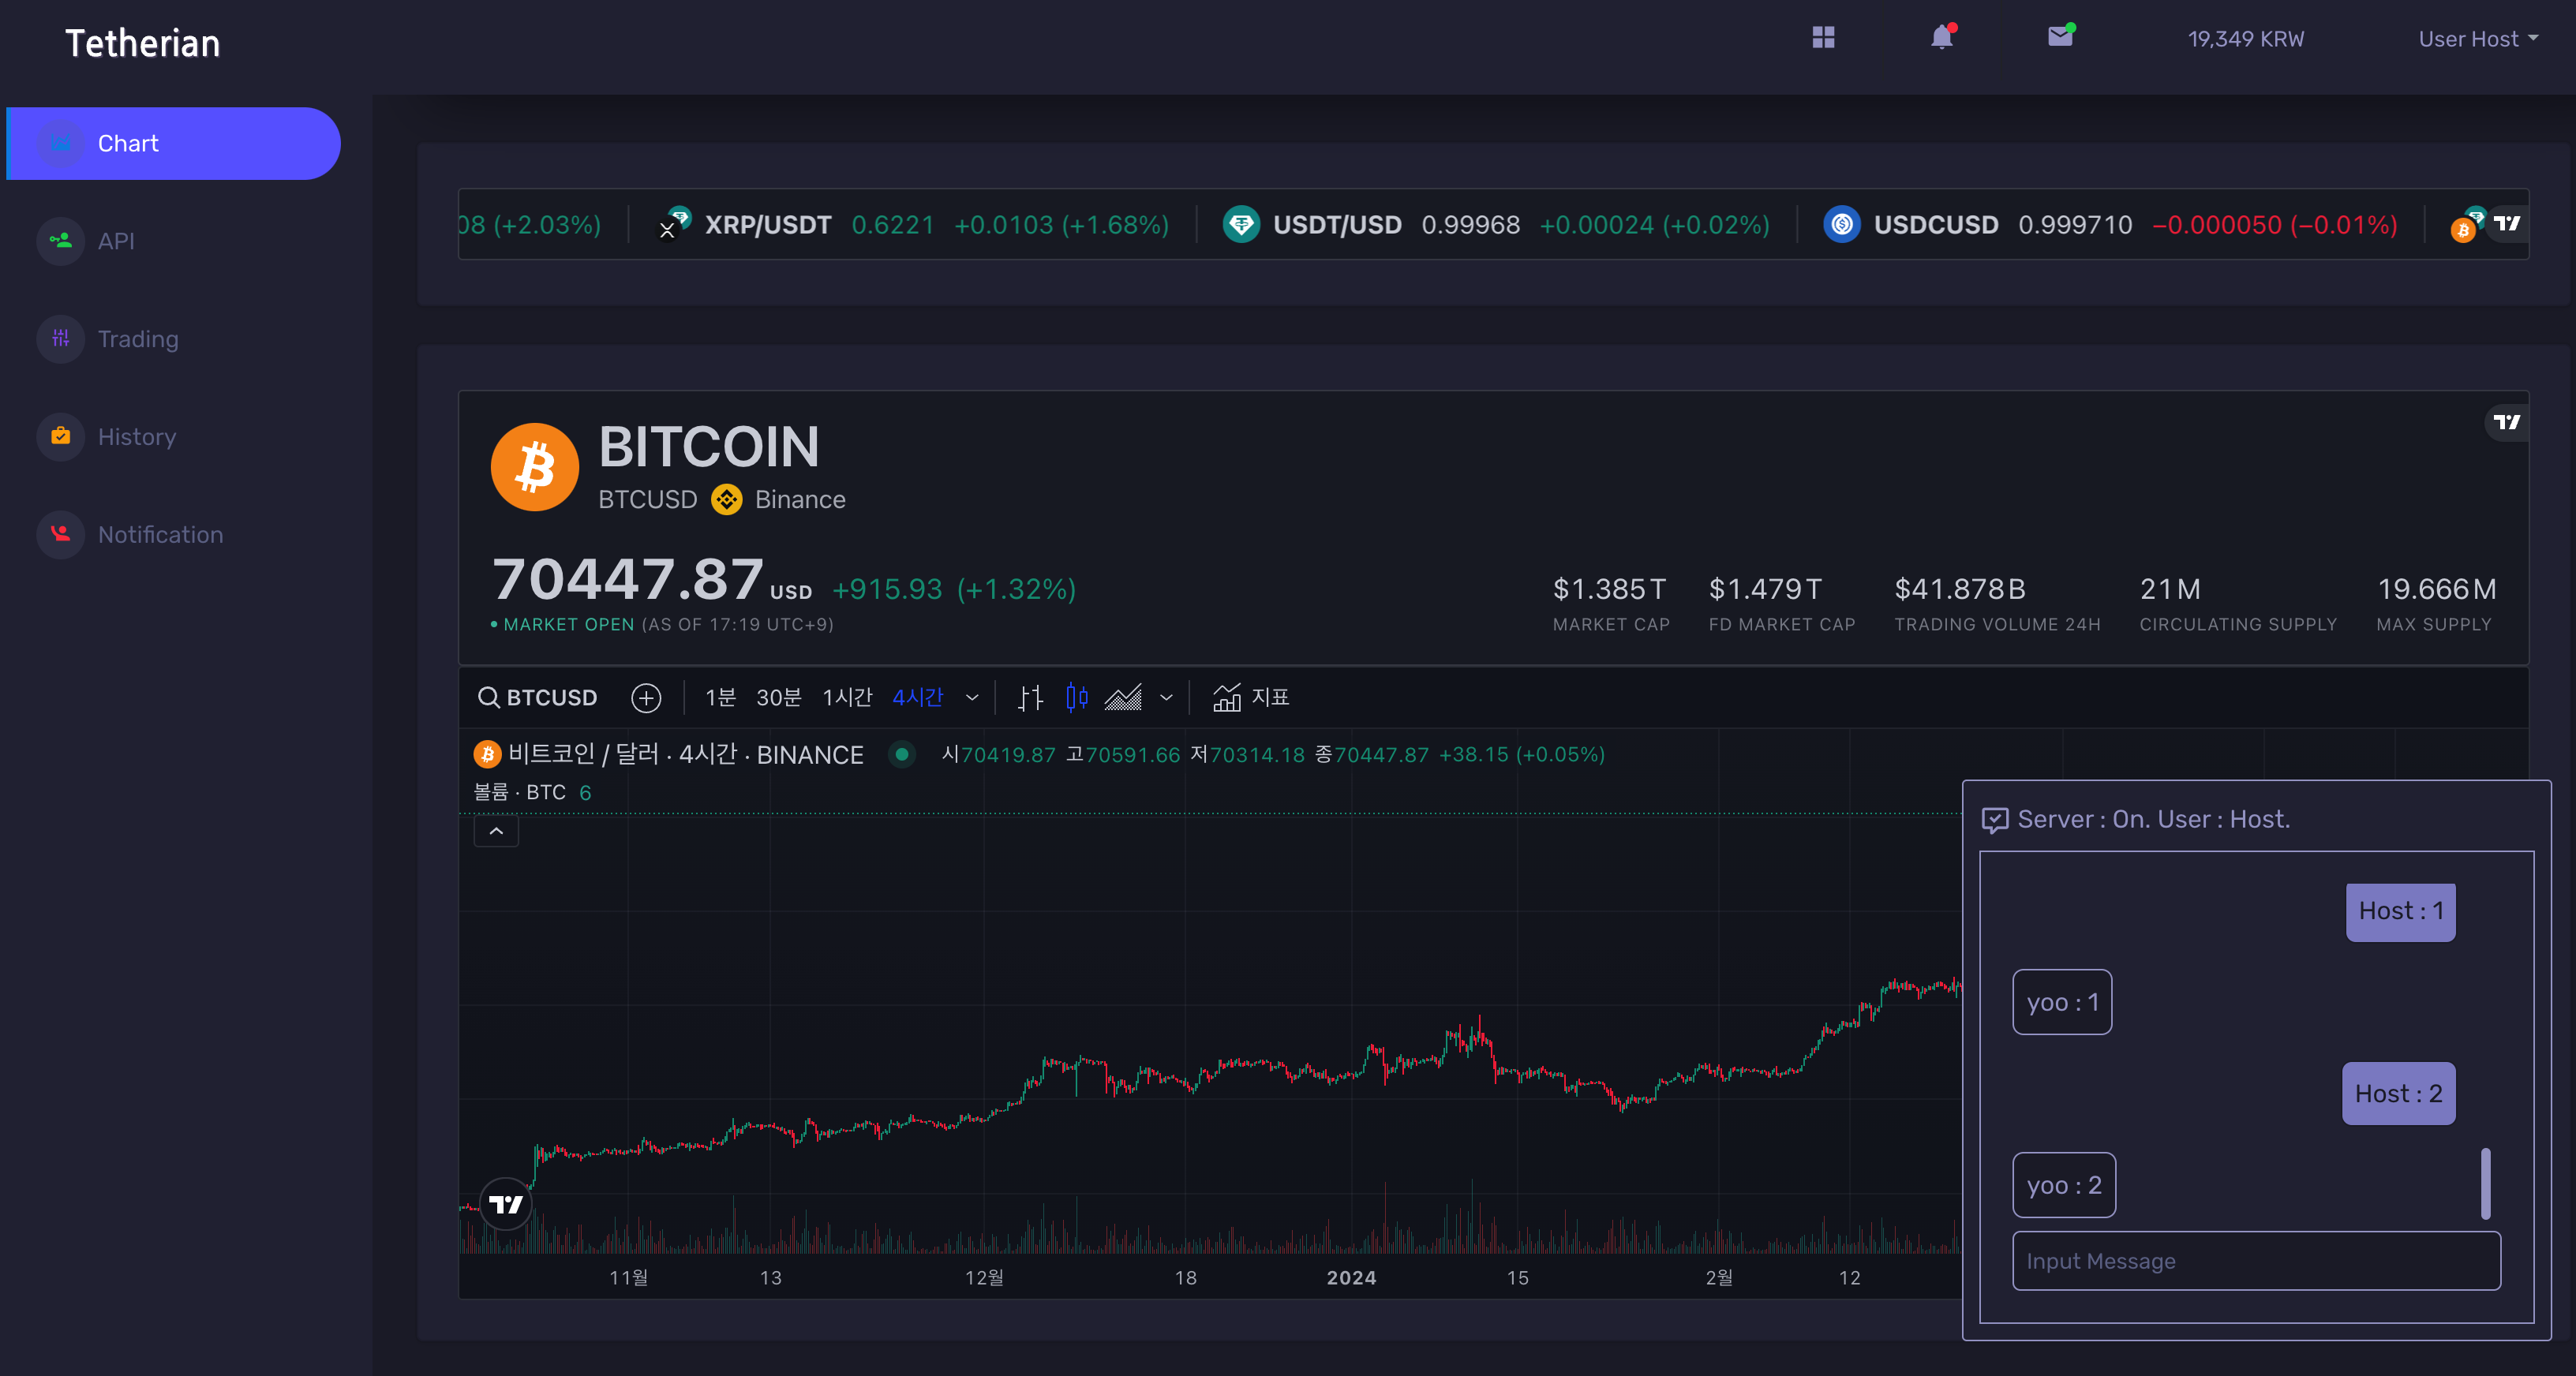 Tetherian
19,349 KRW
User Host
Chart
API
Trading
History
Notification
08 (+2.03%)
XRP/USDT 0.6221 +0.0103 (+1.68%)
USDT/USD 0.99968 +0.00024 (+0.02%)
USDCUSD 0.999710 −0.000050 (−0.01%)
BITCOIN
BTCUSD Binance
70447.87 USD +915.93 (+1.32%)
• MARKET OPEN (AS OF 17:19 UTC+9)
$1.385T
MARKET CAP
$1.479T
FD MARKET CAP
$41.878B
TRADING VOLUME 24H
21M
CIRCULATING SUPPLY
19.666M
MAX SUPPLY
BTCUSD 1분 30분 1시간 4시간 지표
비트코인 / 달러 · 4시간 · BINANCE 시70419.87 고70591.66 저70314.18 종70447.87 +38.15 (+0.05%)
볼륨 · BTC 6
11월 13 12월 18 2024 15 2월 12
Server : On. User : Host.
Host : 1
yoo : 1
Host : 2
yoo : 2
Input Message